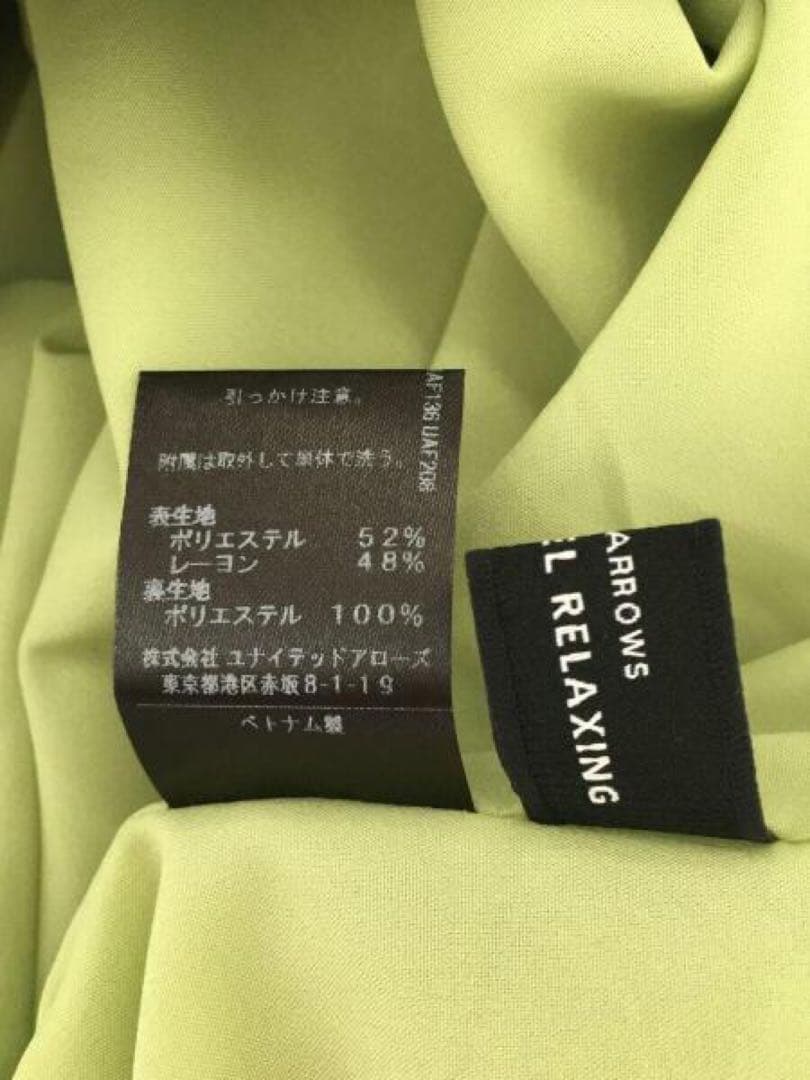 引っかけ注意。
附属は取外して単体で洗う。
表生地
ポリエステル 52%
レーヨン 48%
裏生地
ポリエステル 100%
株式会社 ユナイテッドアローズ
東京都港区赤坂8-1-19
ベトナム製
AF136 UAF206
ARROWS
EL RELAXING